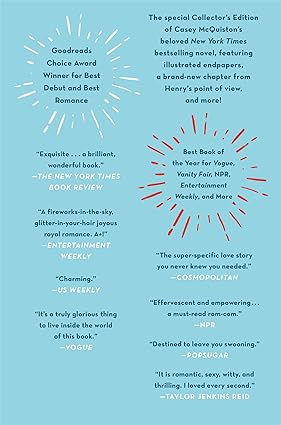 Goodreads
Choice Award
Winner for Best
Debut and Best
Romance
"Exquisite . . . a brilliant,
wonderful book."
—THE NEW YORK TIMES
BOOK REVIEW
"A fireworks-in-the-sky,
glitter-in-your-hair joyous
royal romance. A+!"
—ENTERTAINMENT
WEEKLY
"Charming."
—US WEEKLY
"It's a truly glorious thing
to live inside the world
of this book."
—VOGUE
The special Collector's Edition
of Casey McQuiston's
beloved New York Times
bestselling novel, featuring
illustrated endpapers,
a brand-new chapter from
Henry's point of view,
and more!
Best Book of
the Year for Vogue,
Vanity Fair, NPR,
Entertainment
Weekly, and More
"The super-specific love story
you never knew you needed."
—COSMOPOLITAN
"Effervescent and empowering . . .
a must-read rom-com."
—NPR
"Destined to leave you swooning."
—POPSUGAR
"It is romantic, sexy, witty, and
thrilling. I loved every second."
—TAYLOR JENKINS REID